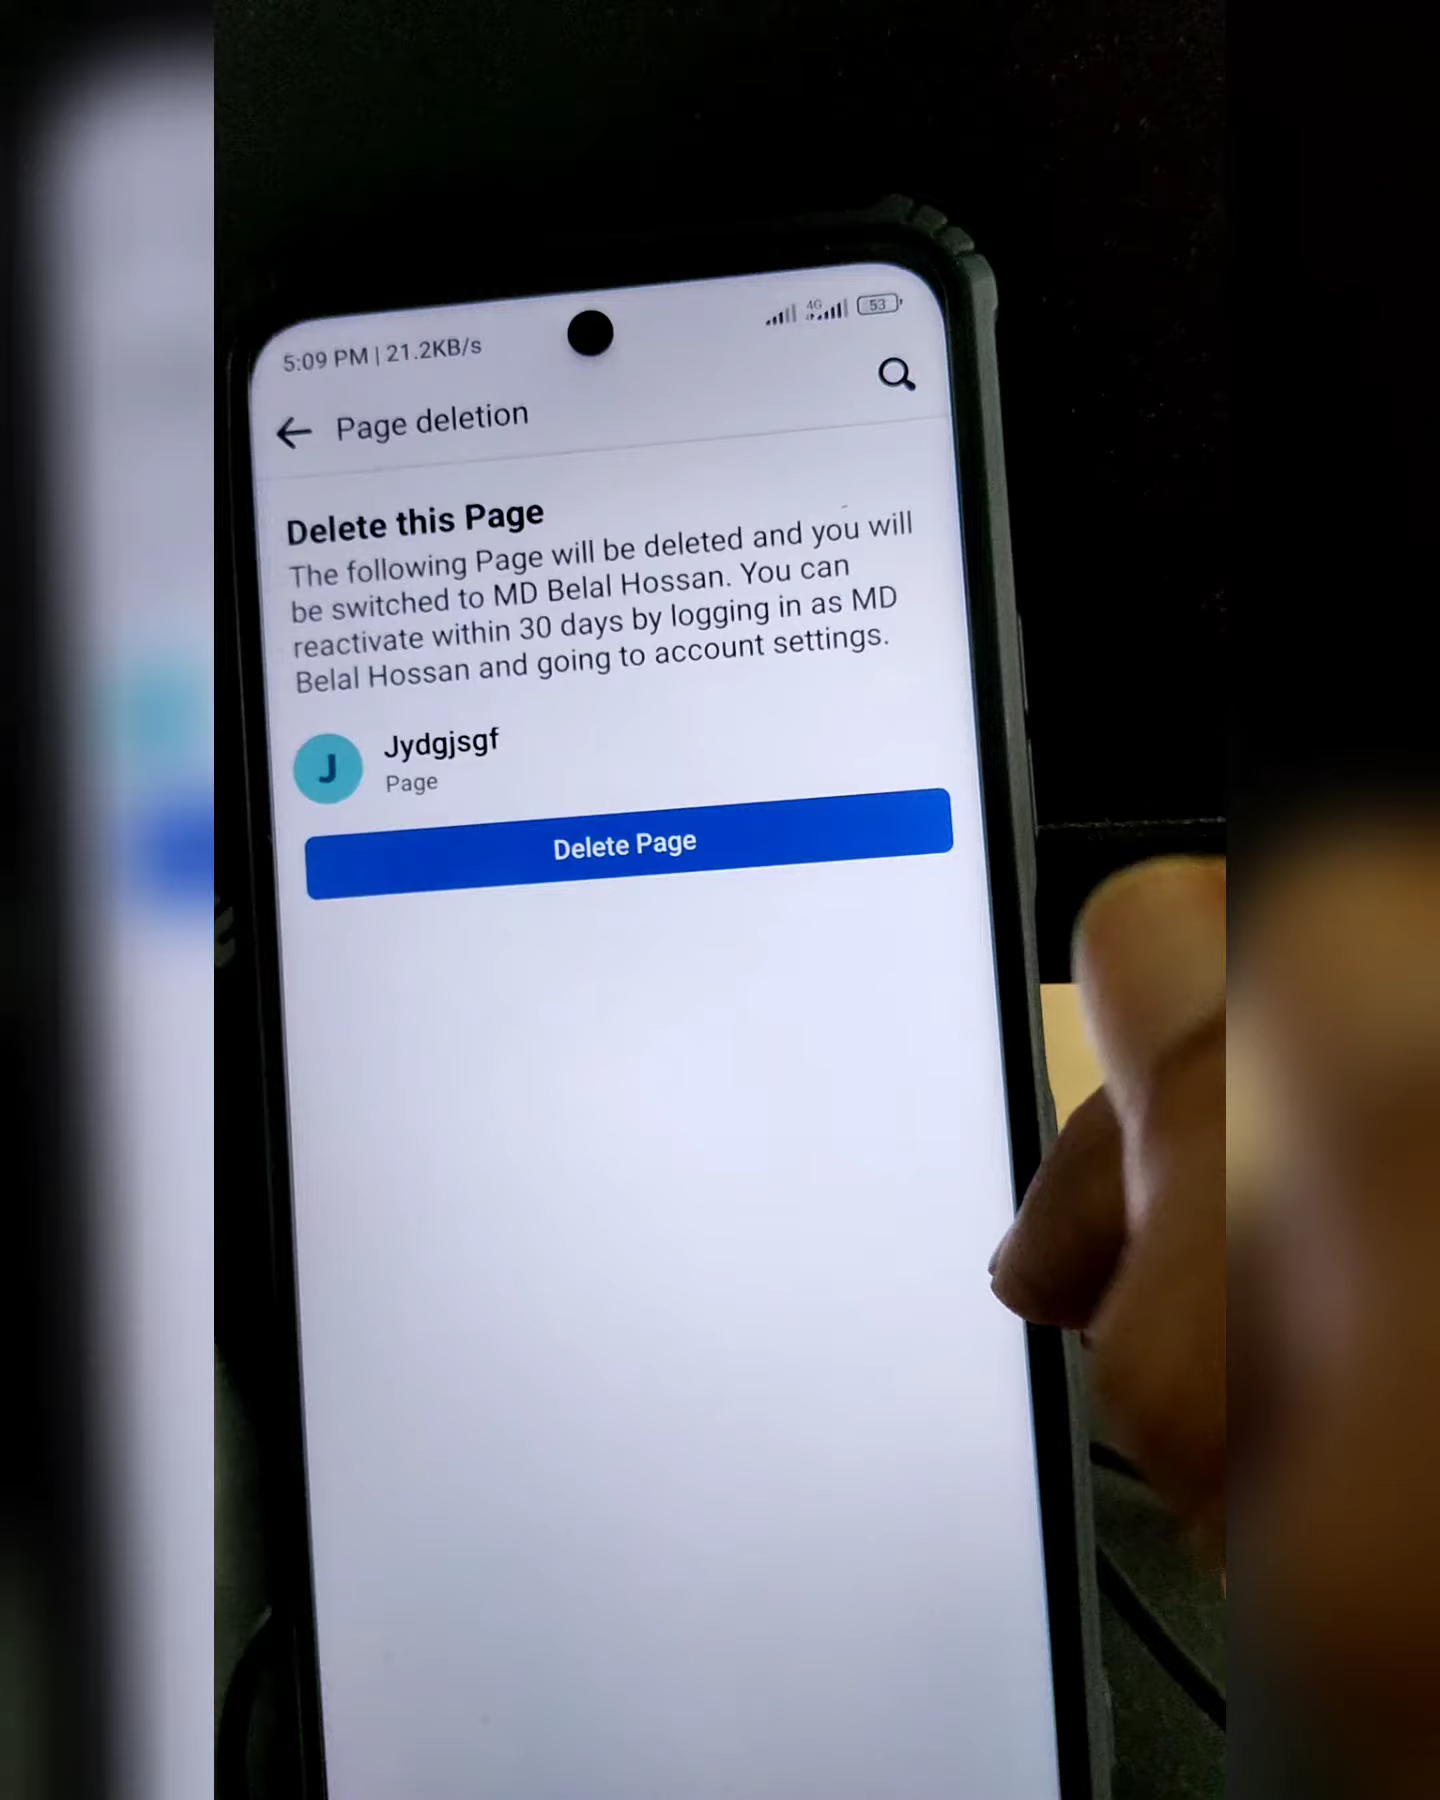 5:09 PM | 21.2KB/s
4G
53
Page deletion
Delete this Page
The following Page will be deleted and you will
be switched to MD Belal Hossan. You can
reactivate within 30 days by logging in as MD
Belal Hossan and going to account settings.
J
Jydgjsgf
Page
Delete Page